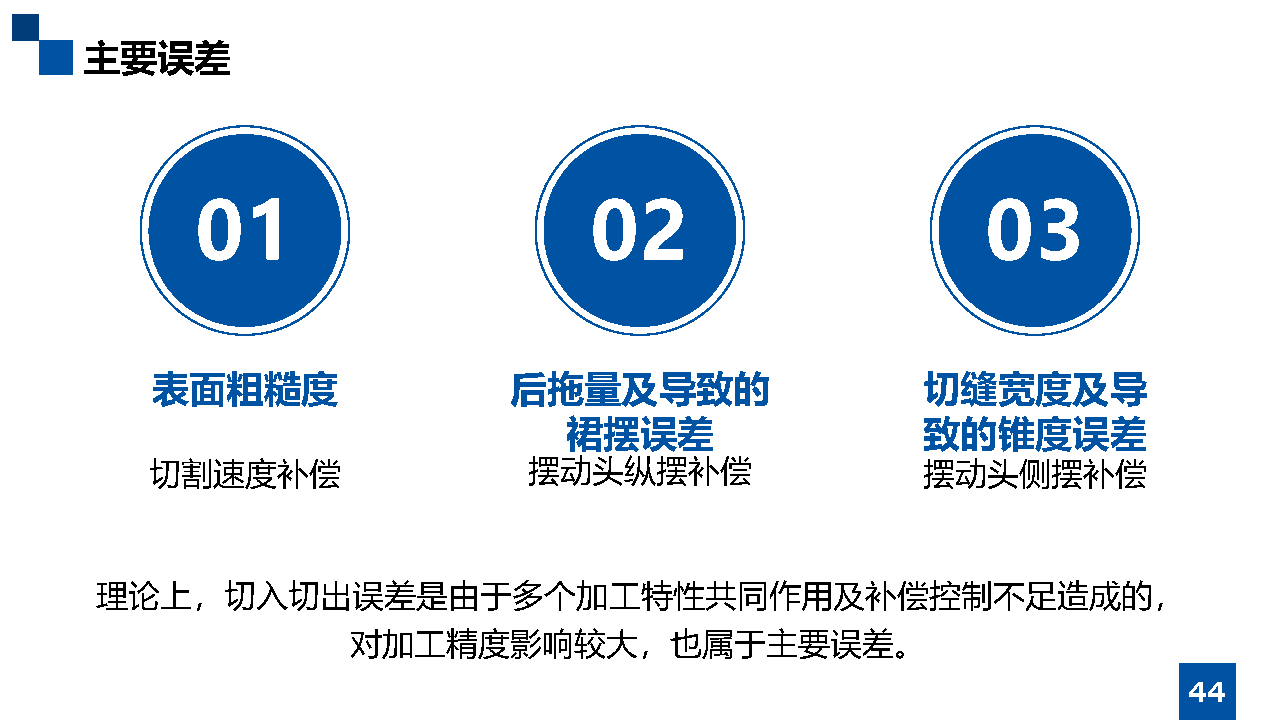 主要误差
01
02
03
表面粗糙度
切割速度补偿
后拖量及导致的
裙摆误差
摆动头纵摆补偿
切缝宽度及导
致的锥度误差
摆动头侧摆补偿
理论上，切入切出误差是由于多个加工特性共同作用及补偿控制不足造成的，
对加工精度影响较大，也属于主要误差。
44